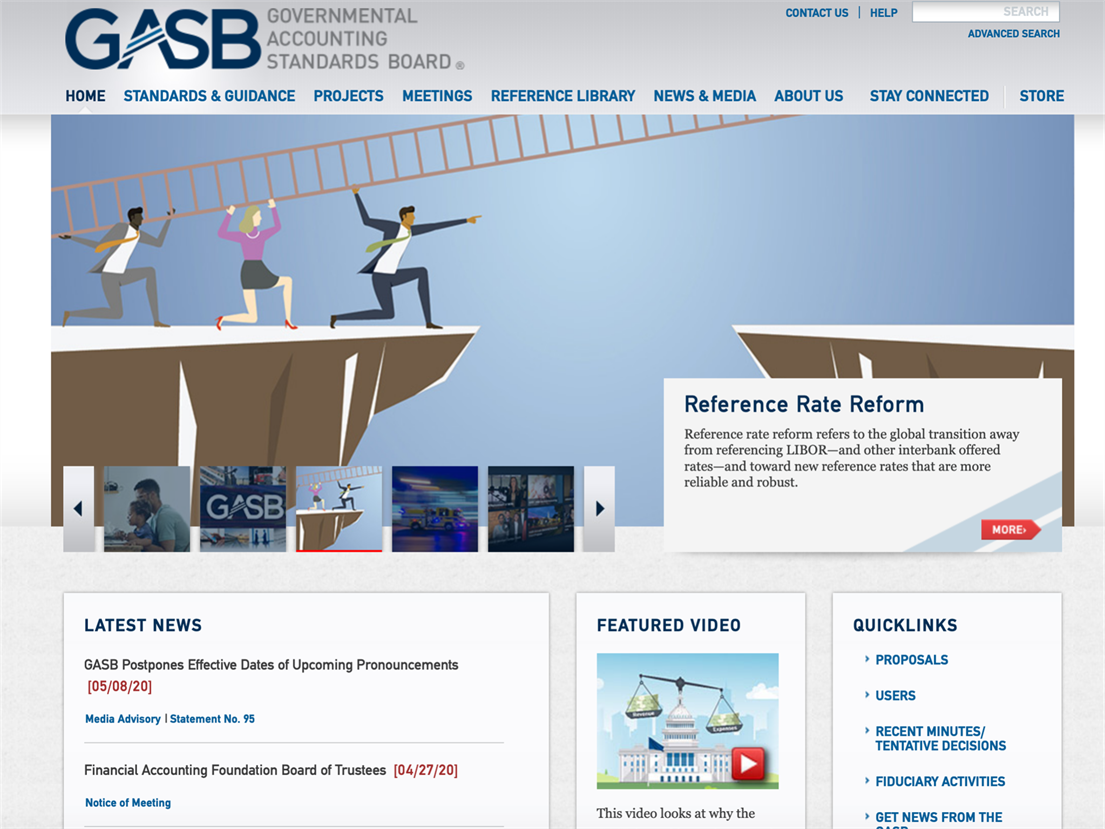 GASB GOVERNMENTAL
ACCOUNTING
STANDARDS BOARD ®
CONTACT US | HELP
SEARCH
ADVANCED SEARCH
HOME STANDARDS & GUIDANCE PROJECTS MEETINGS REFERENCE LIBRARY NEWS & MEDIA ABOUT US STAY CONNECTED STORE
Reference Rate Reform
Reference rate reform refers to the global transition away
from referencing LIBOR—and other interbank offered
rates—and toward new reference rates that are more
reliable and robust.
MORE›
GASB
LATEST NEWS
GASB Postpones Effective Dates of Upcoming Pronouncements
[05/08/20]
Media Advisory | Statement No. 95
Financial Accounting Foundation Board of Trustees [04/27/20]
Notice of Meeting
FEATURED VIDEO
Revenue
Expenses
This video looks at why the
QUICKLINKS
PROPOSALS
USERS
RECENT MINUTES/
TENTATIVE DECISIONS
FIDUCIARY ACTIVITIES
GET NEWS FROM THE
GASB